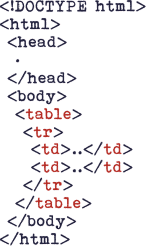 <!DOCTYPE html>
<html>
<head>
.
</head>
<body>
<table>
<tr>
<td>..</td>
<td>..</td>
</tr>
</table>
</body>
</html>